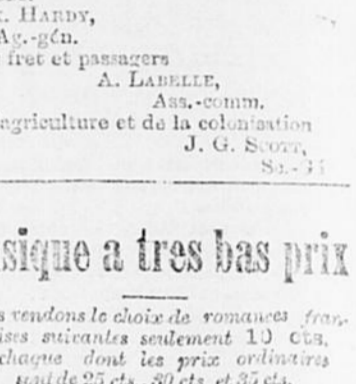 . HARDY,
Ag.-gén.
fret et passagers
A. LABELLE,
Ass.-comm.
agriculture et de la colonisation
J. G. SCOTT,
sique a tres bas prix
s vendons le choix de romances fran-
ises suivantes seulement 10 cts.
chaque dont les prix ordinaires
sont de 25 cts. 30 cts et 35 cts.